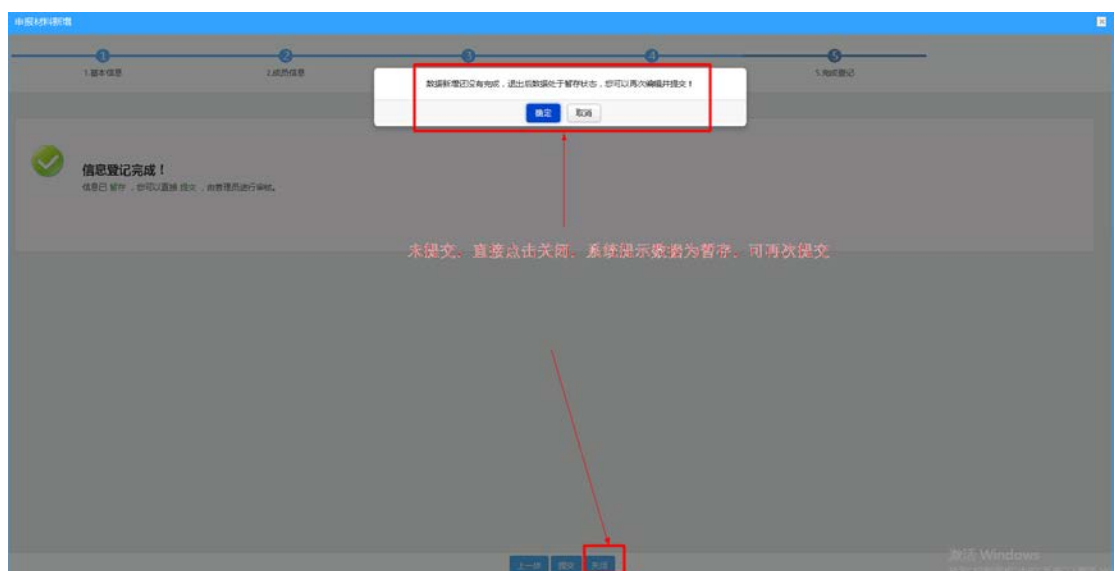 申报材料新增
1
2
3
4
5
1.基本信息
2.成员信息
5.完成登记
数据新增还没有完成，退出后数据处于暂存状态，您可以再次编辑并提交！
确定
取消
信息登记完成！
信息已 暂存 ，您可以直接 提交 ，由管理员进行审核。
未提交，直接点击关闭，系统提示数据为暂存，可再次提交
上一步
提交
关闭
激活 Windows